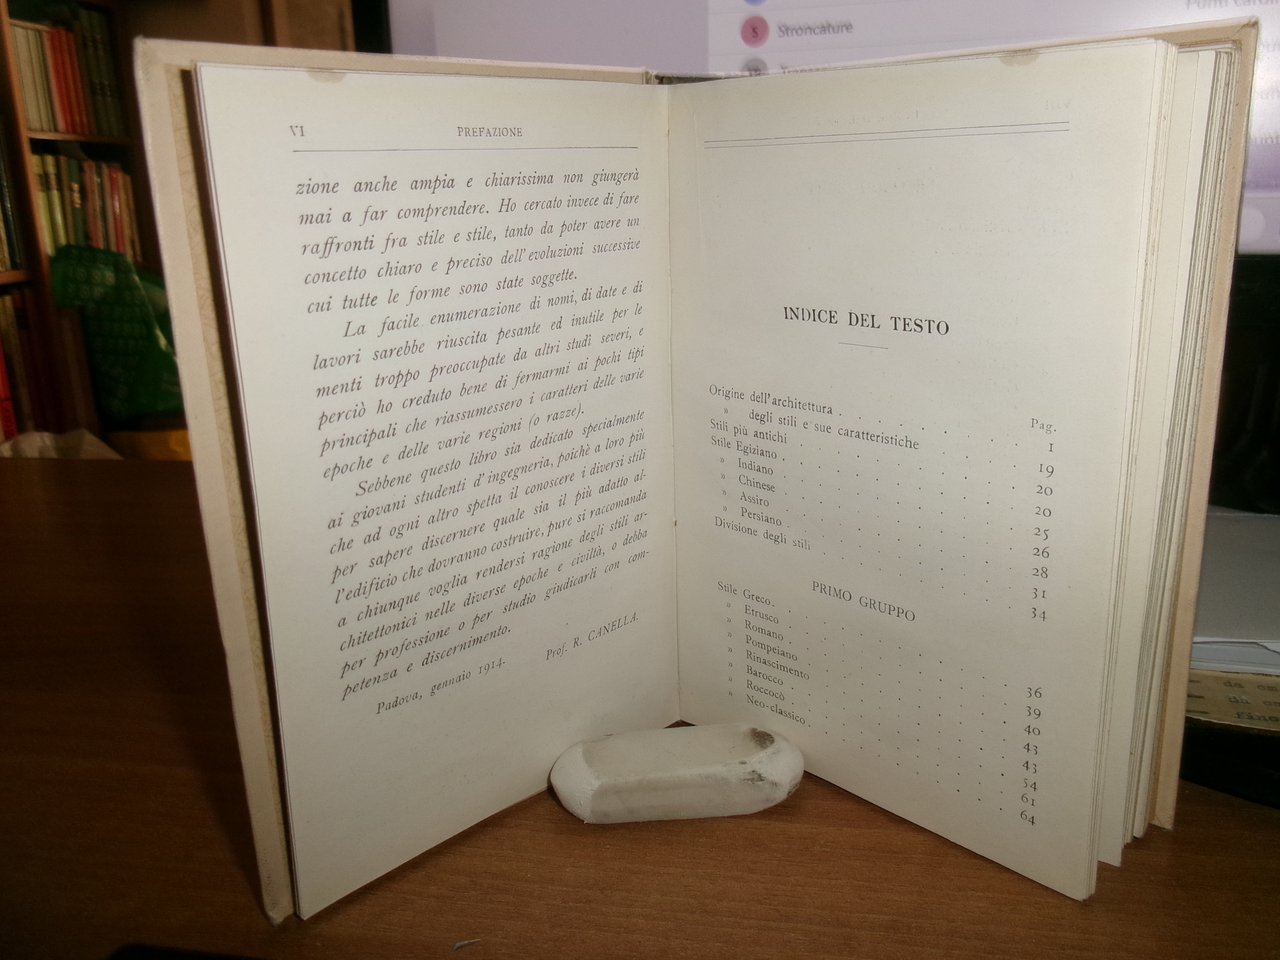 Stroncature
VI
PREFAZIONE
zione anche ampia e chiarissima non giungerà
mai a far comprendere. Ho cercato invece di fare
raffronti fra stile e stile, tanto da poter avere un
concetto chiaro e preciso dell'evoluzioni successive
cui tutte le forme sono state soggette.
La facile enumerazione di nomi, di date e di
lavori sarebbe riuscita pesante ed inutile per le
menti troppo preoccupate da altri studi severi, e
perciò ho creduto bene di fermarmi ai pochi tipi
principali che riassumessero i caratteri delle varie
epoche e delle varie regioni (o razze).
Sebbene questo libro sia dedicato specialmente
ai giovani studenti d'ingegneria, poichè a loro più
che ad ogni altro spetta il conoscere i diversi stili
per sapere discernere quale sia il più adatto al-
l'edificio che dovranno costruire, pure si raccomanda
a chiunque voglia rendersi ragione degli stili ar-
chitettonici nelle diverse epoche e civiltà, o debba
per professione o per studio giudicarli con com-
petenza e discernimento.
Padova, gennaio 1914.
Prof. R. CANELLA.
INDICE DEL TESTO
Pag.
Origine dell'architettura . . . . . . . 1
» degli stili e sue caratteristiche . . . 19
Stili più antichi . . . . . . . 20
Stile Egiziano . . . . . . . 20
» Indiano . . . . . . . 25
» Chinese . . . . . . . 26
» Assiro . . . . . . . 28
» Persiano . . . . . . . 31
Divisione degli stili . . . . . . . 34
PRIMO GRUPPO
Stile Greco. . . . . . . . 36
» Etrusco . . . . . . . 39
» Romano . . . . . . . 40
» Pompeiano . . . . . . . 43
» Rinascimento . . . . . . . 43
» Barocco . . . . . . . 54
» Roccocò . . . . . . . 61
» Neo-classico . . . . . . . 64